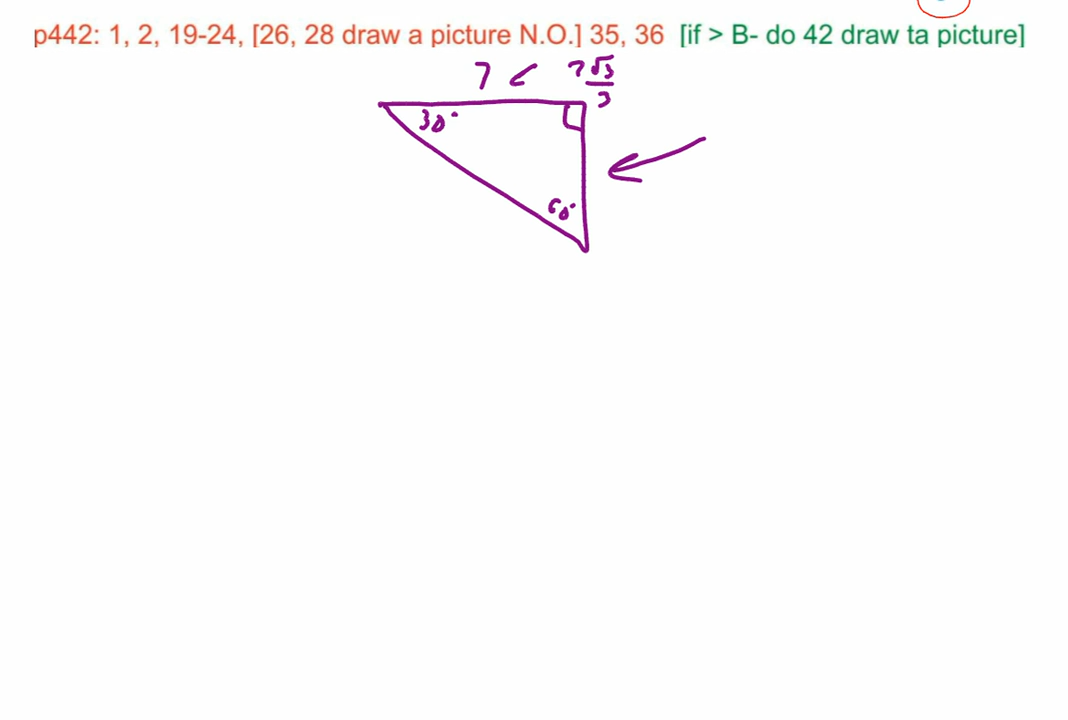 p442: 1, 2, 19-24, [26, 28 draw a picture N.O.] 35, 36 [if > B- do 42 draw ta picture]
7 < 7√3/3
30°
60°